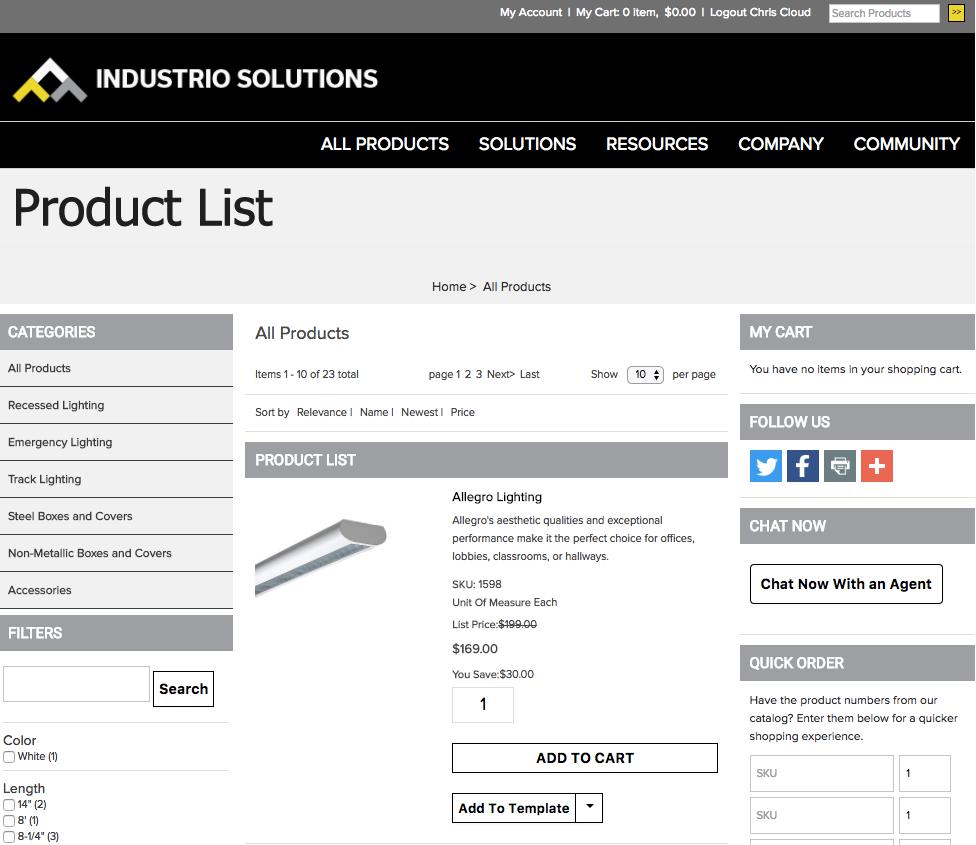 My Account | My Cart: 0 item, $0.00 | Logout Chris Cloud
Search Products
>>
INDUSTRIO SOLUTIONS
ALL PRODUCTS SOLUTIONS RESOURCES COMPANY COMMUNITY
Product List
Home > All Products
CATEGORIES
All Products
Recessed Lighting
Emergency Lighting
Track Lighting
Steel Boxes and Covers
Non-Metallic Boxes and Covers
Accessories
FILTERS
Search
Color
White (1)
Length
14" (2)
8' (1)
8-1/4" (3)
All Products
Items 1 - 10 of 23 total page 1 2 3 Next> Last Show 10 per page
Sort by Relevance | Name | Newest | Price
PRODUCT LIST
Allegro Lighting
Allegro's aesthetic qualities and exceptional
performance make it the perfect choice for offices,
lobbies, classrooms, or hallways.
SKU: 1598
Unit Of Measure Each
List Price:$199.00
$169.00
You Save:$30.00
1
ADD TO CART
Add To Template
MY CART
You have no items in your shopping cart.
FOLLOW US
CHAT NOW
Chat Now With an Agent
QUICK ORDER
Have the product numbers from our
catalog? Enter them below for a quicker
shopping experience.
SKU 1
SKU 1